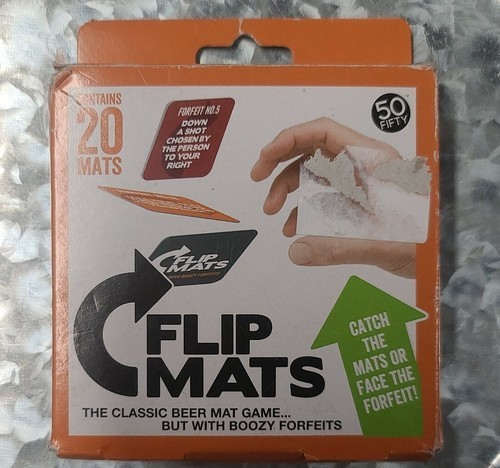 CONTAINS
20
MATS
FORFEIT NO.5
DOWN
A SHOT
CHOSEN BY
THE PERSON
TO YOUR
RIGHT
50
FIFTY
FLIP
MATS
FLIP
MATS
CATCH
THE
MATS OR
FACE THE
FORFEIT!
THE CLASSIC BEER MAT GAME...
BUT WITH BOOZY FORFEITS